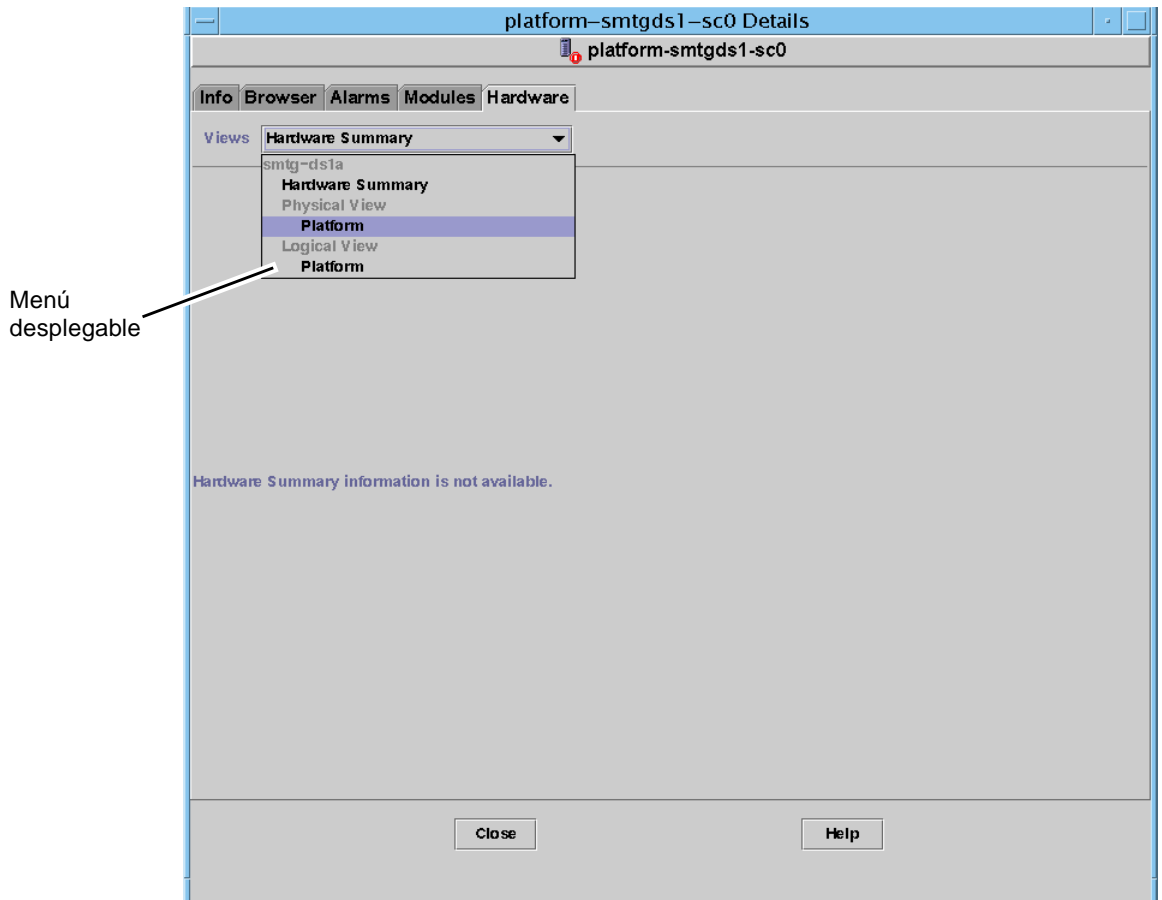 platform–smtgds1–sc0 Details
platform-smtgds1-sc0
Info Browser Alarms Modules Hardware
Views Hardware Summary
smtg-ds1a
Hardware Summary
Physical View
Platform
Logical View
Platform
Menú
desplegable
Hardware Summary information is not available.
Close Help